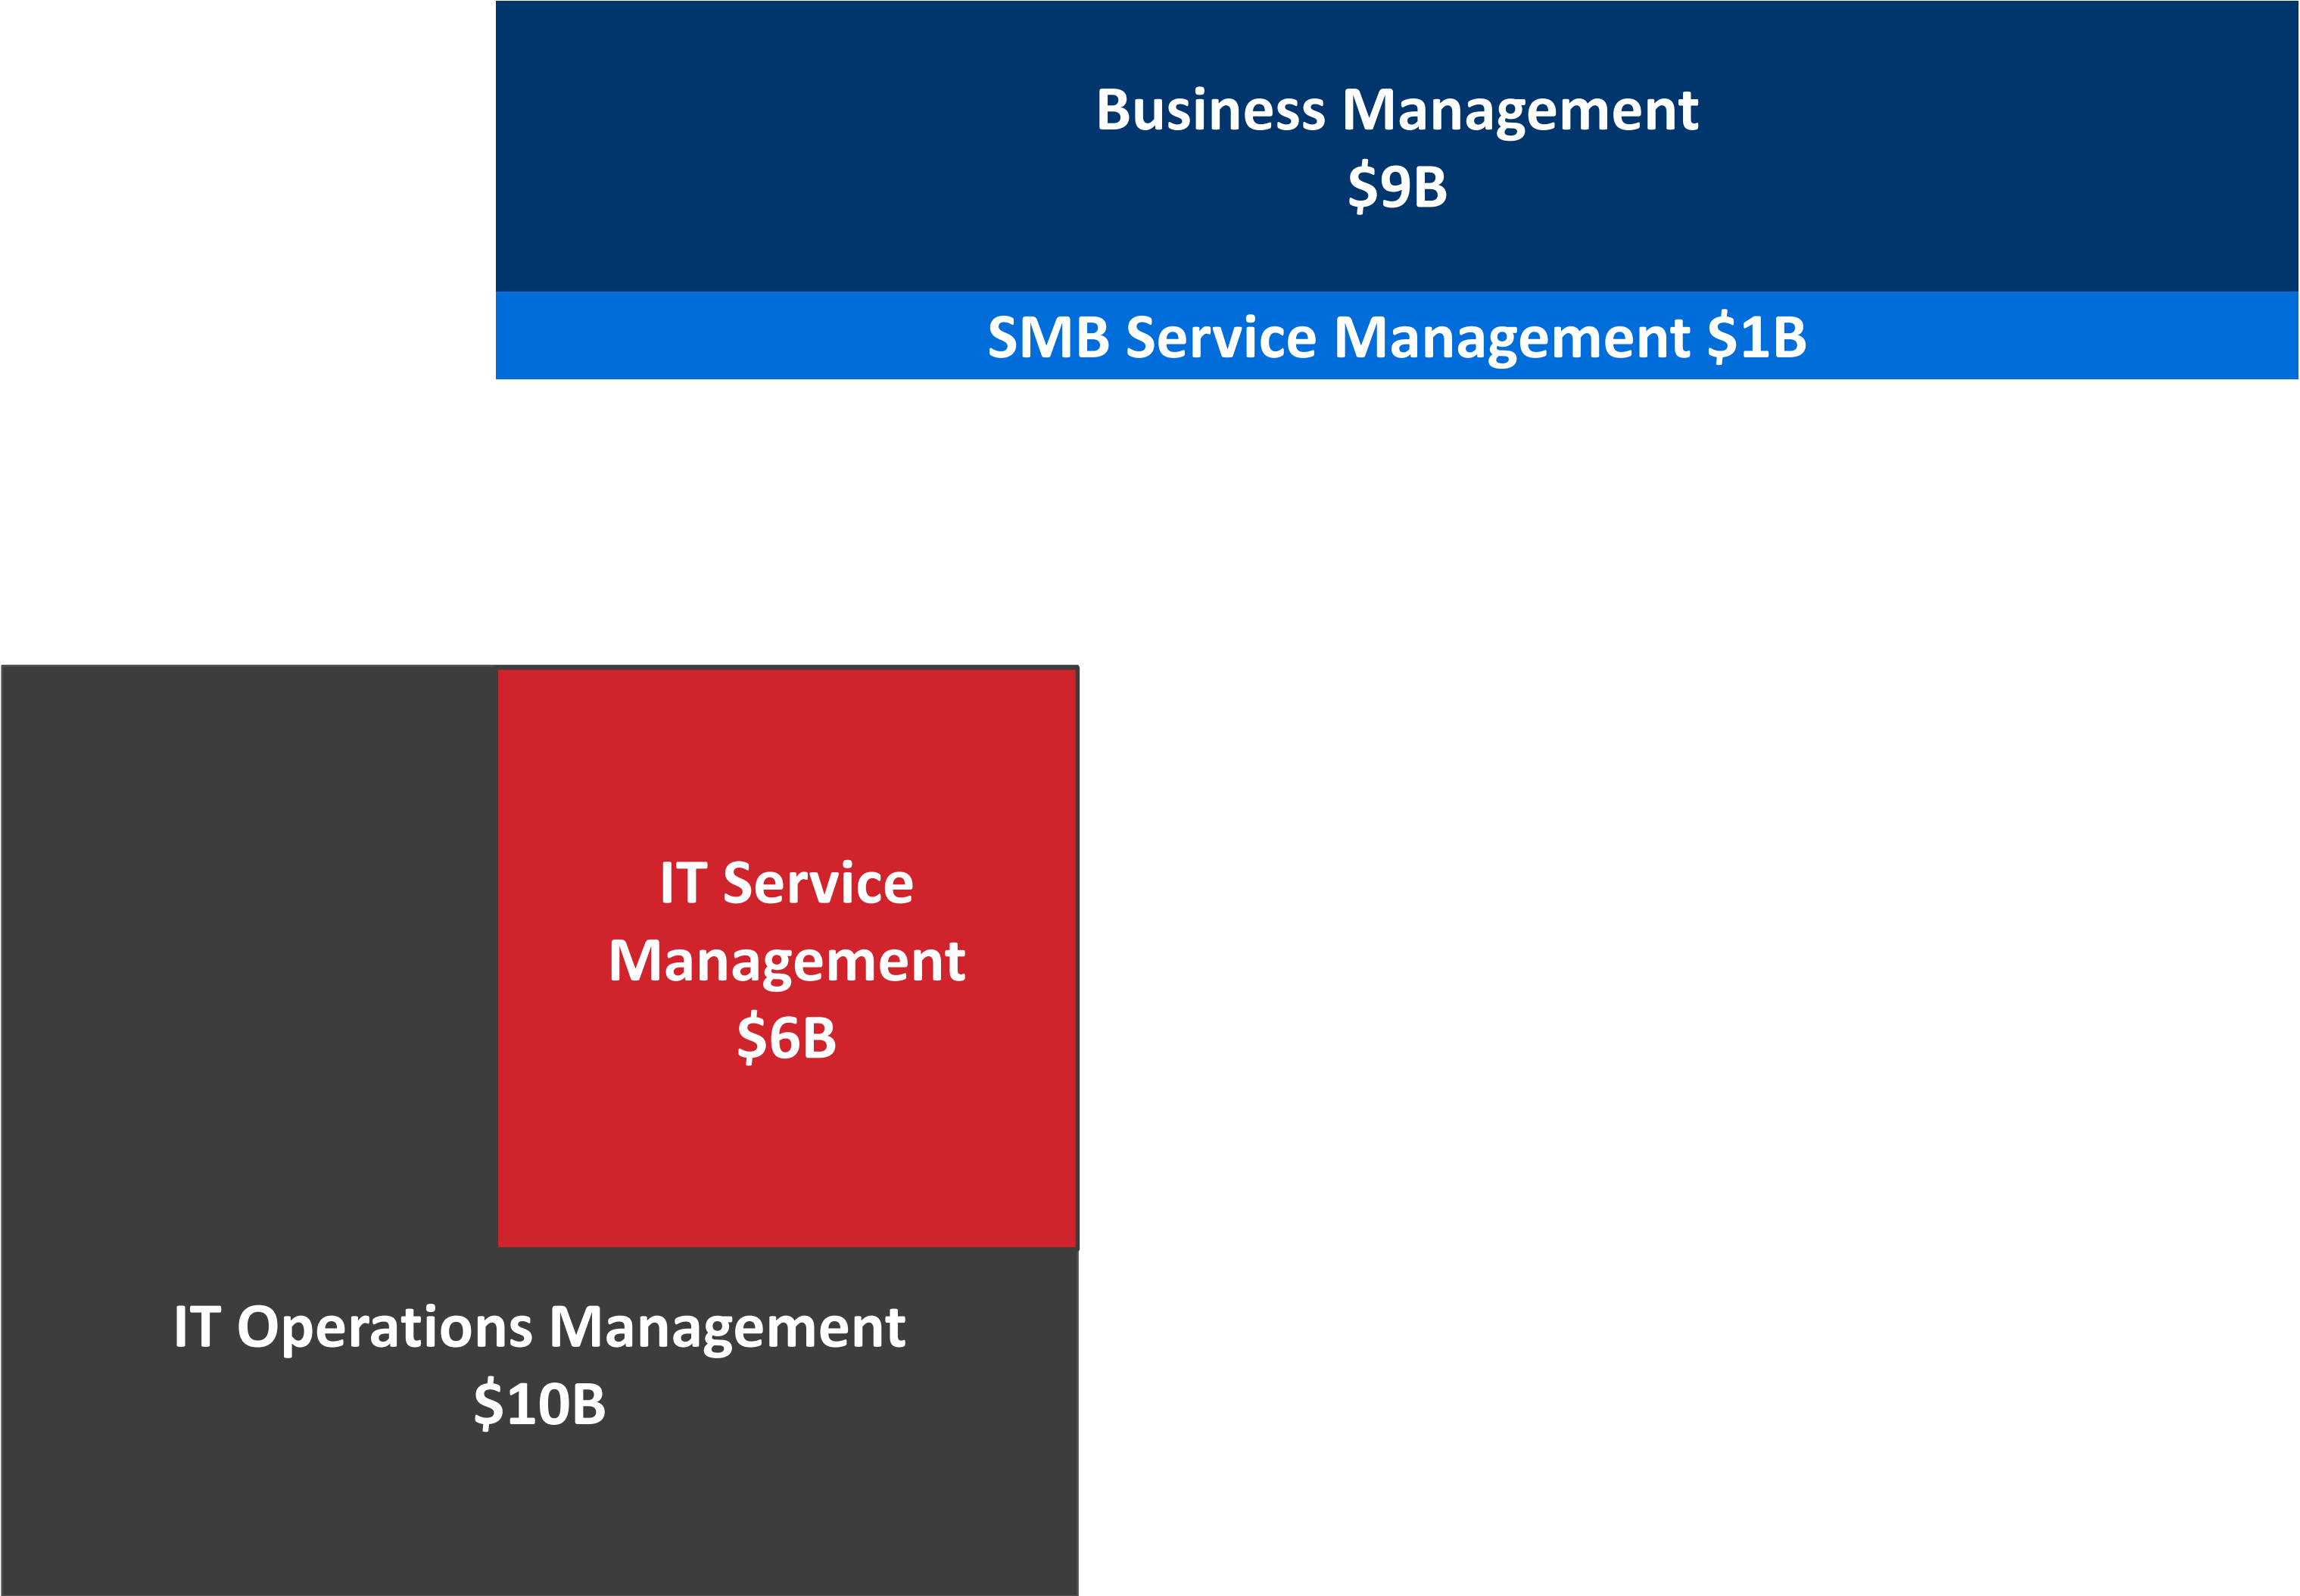 Business Management
$9B
SMB Service Management $1B
IT Service
Management
$6B
IT Operations Management
$10B